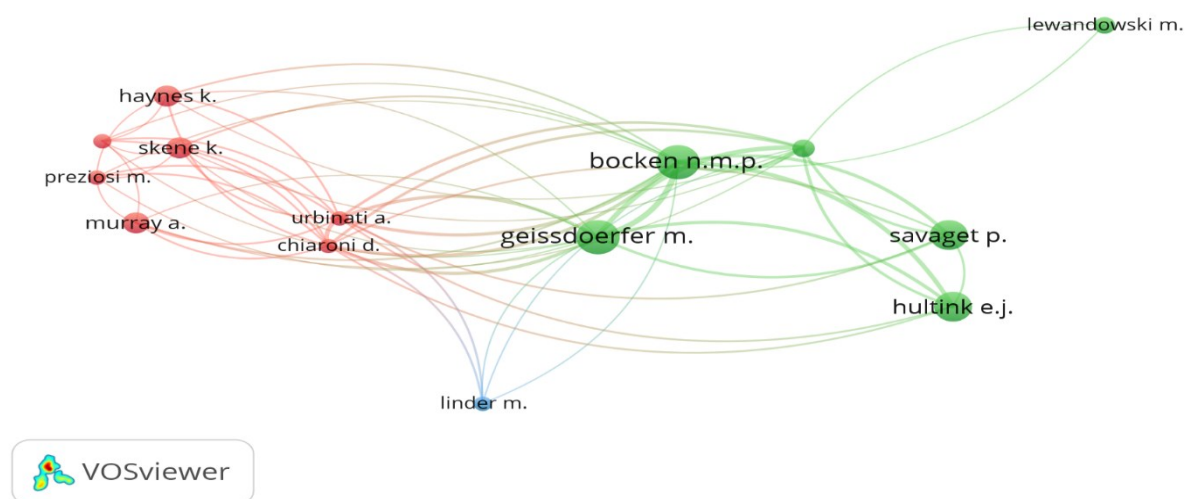 lewandowski m.
haynes k.
skene k.
bocken n.m.p.
preziosi m.
murray a.
urbinati a.
chiaroni d.
geissdoerfer m.
savaget p.
hultink e.j.
linder m.
VOSviewer